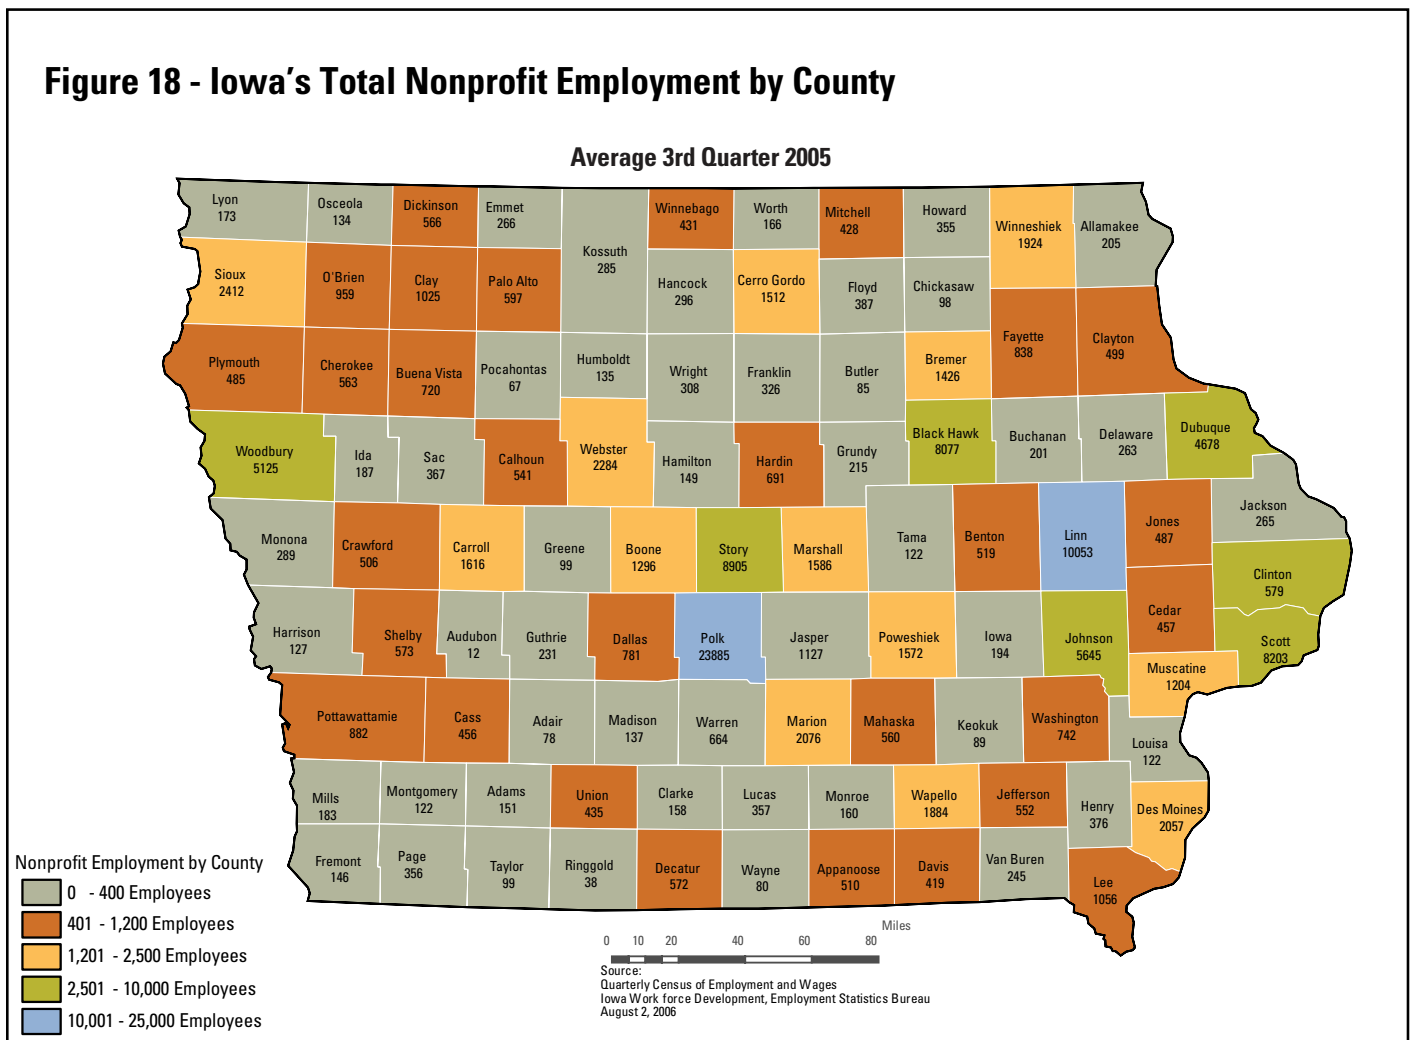 Figure 18 - Iowa's Total Nonprofit Employment by County
Average 3rd Quarter 2005
Lyon
173
Osceola
134
Dickinson
566
Emmet
266
Kossuth
285
Winnebago
431
Worth
166
Mitchell
428
Howard
355
Winneshiek
1924
Allamakee
205
Sioux
2412
O'Brien
959
Clay
1025
Palo Alto
597
Hancock
296
Cerro Gordo
1512
Floyd
387
Chickasaw
98
Plymouth
485
Cherokee
563
Buena Vista
720
Pocahontas
67
Humboldt
135
Wright
308
Franklin
326
Butler
85
Bremer
1426
Fayette
838
Clayton
499
Woodbury
5125
Ida
187
Sac
367
Calhoun
541
Webster
2284
Hamilton
149
Hardin
691
Grundy
215
Black Hawk
8077
Buchanan
201
Delaware
263
Dubuque
4678
Monona
289
Crawford
506
Carroll
1616
Greene
99
Boone
1296
Story
8905
Marshall
1586
Tama
122
Benton
519
Linn
10053
Jones
487
Jackson
265
Clinton
579
Harrison
127
Shelby
573
Audubon
12
Guthrie
231
Dallas
781
Polk
23885
Jasper
1127
Poweshiek
1572
Iowa
194
Johnson
5645
Cedar
457
Scott
8203
Muscatine
1204
Pottawattamie
882
Cass
456
Adair
78
Madison
137
Warren
664
Marion
2076
Mahaska
560
Keokuk
89
Washington
742
Louisa
122
Mills
183
Montgomery
122
Adams
151
Union
435
Clarke
158
Lucas
357
Monroe
160
Wapello
1884
Jefferson
552
Henry
376
Des Moines
2057
Fremont
146
Page
356
Taylor
99
Ringgold
38
Decatur
572
Wayne
80
Appanoose
510
Davis
419
Van Buren
245
Lee
1056
Nonprofit Employment by County
0 - 400 Employees
401 - 1,200 Employees
1,201 - 2,500 Employees
2,501 - 10,000 Employees
10,001 - 25,000 Employees
Miles
0 10 20 40 60 80
Source:
Quarterly Census of Employment and Wages
Iowa Work force Development, Employment Statistics Bureau
August 2, 2006